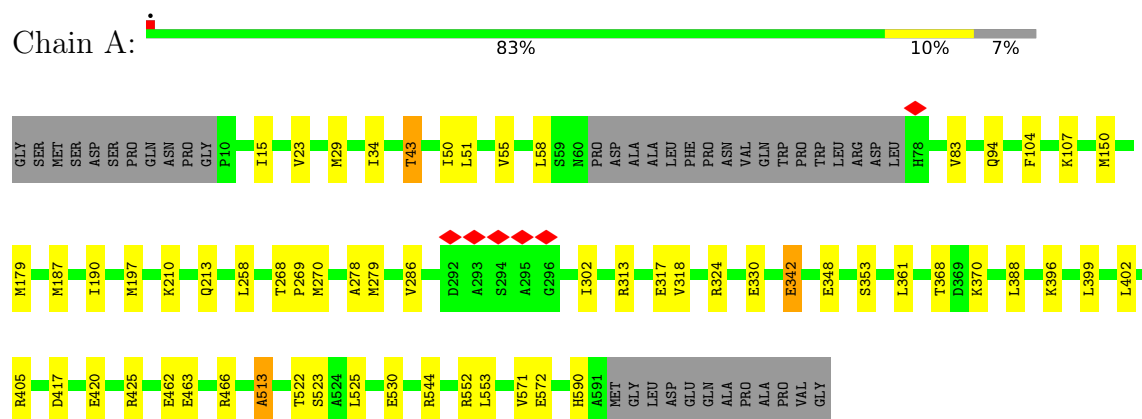 Chain A:
83% 10% 7%
GLY SER MET SER ASP SER PRO GLN ASN PRO GLY P10 I15 V23 M29 I34 T43 I50 L51 V55 L58 S59 N60 PRO ASP ALA ALA LEU PHE PRO ASN VAL GLN TRP PRO TRP LEU ARG ASP LEU H78 V83 Q94 F104 K107 M150
M179 M187 I190 M197 K210 Q213 L258 T268 P269 M270 A278 M279 V286 D292 A293 S294 A295 G296 I302 R313 E317 V318 R324 E330 E342 E348 S353 L361 T368 D369 K370 L388 K396 L399 L402
R405 D417 E420 R425 E462 E463 R466 A513 T522 S523 A524 L525 E530 R544 R552 L553 V571 E572 H590 A591 MET GLY LEU ASP GLU GLN ALA PRO ALA PRO VAL GLY